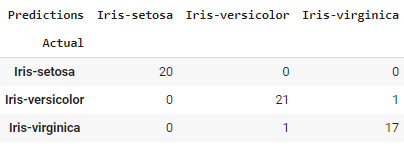 Predictions Iris-setosa Iris-versicolor Iris-virginica
Actual
Iris-setosa 20 0 0
Iris-versicolor 0 21 1
Iris-virginica 0 1 17